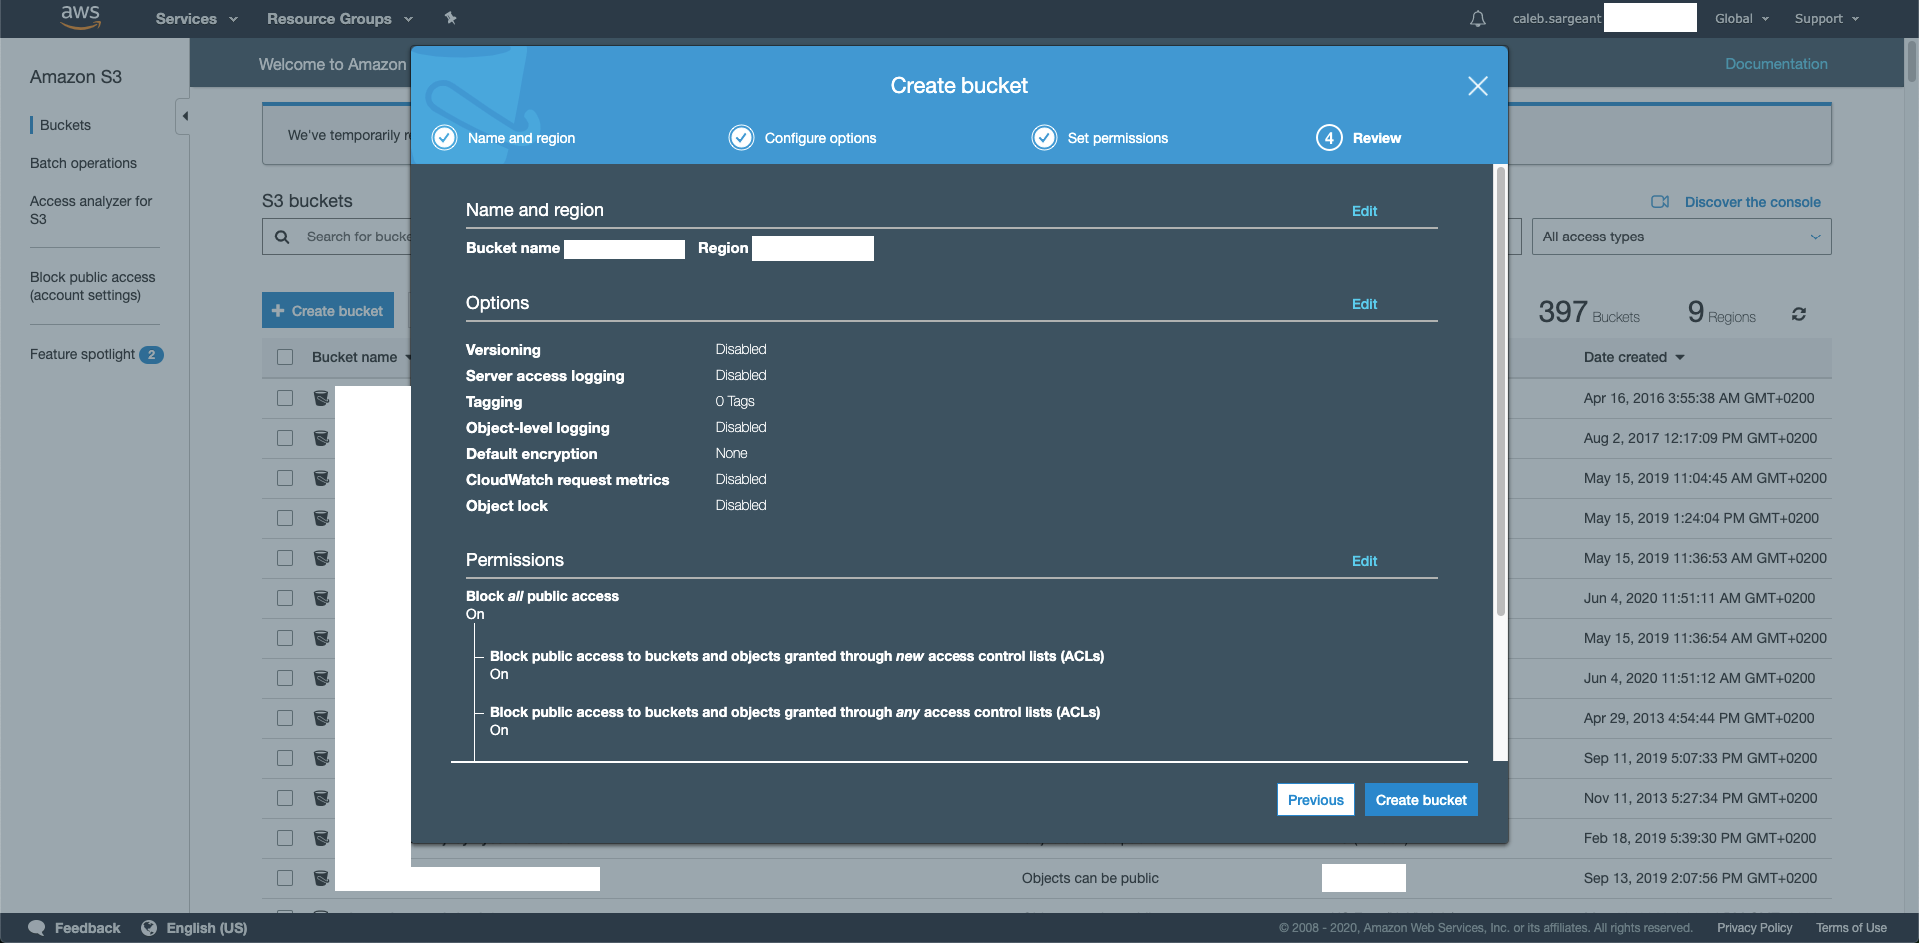 aws
Services
Resource Groups
caleb.sargeant
Global
Support
Amazon S3
Buckets
Batch operations
Access analyzer for
S3
Block public access
(account settings)
Feature spotlight 2
Welcome to Amazon
Documentation
We've temporarily
S3 buckets
Discover the console
Search for
All access types
+ Create bucket
397 Buckets
9 Regions
Bucket name
Date created
Apr 16, 2016 3:55:38 AM GMT+0200
Aug 2, 2017 12:17:09 PM GMT+0200
May 15, 2019 11:04:45 AM GMT+0200
May 15, 2019 1:24:04 PM GMT+0200
May 15, 2019 11:36:53 AM GMT+0200
Jun 4, 2020 11:51:11 AM GMT+0200
May 15, 2019 11:36:54 AM GMT+0200
Jun 4, 2020 11:51:12 AM GMT+0200
Apr 29, 2013 4:54:44 PM GMT+0200
Sep 11, 2019 5:07:33 PM GMT+0200
Nov 11, 2013 5:27:34 PM GMT+0200
Feb 18, 2019 5:39:30 PM GMT+0200
Objects can be public
Sep 13, 2019 2:07:56 PM GMT+0200
Create bucket
Name and region
Configure options
Set permissions
4 Review
Name and region
Edit
Bucket name
Region
Options
Edit
Versioning Disabled
Server access logging Disabled
Tagging 0 Tags
Object-level logging Disabled
Default encryption None
CloudWatch request metrics Disabled
Object lock Disabled
Permissions
Edit
Block all public access
On
Block public access to buckets and objects granted through new access control lists (ACLs)
On
Block public access to buckets and objects granted through any access control lists (ACLs)
On
Previous
Create bucket
Feedback
English (US)
© 2008 - 2020, Amazon Web Services, Inc. or its affiliates. All rights reserved.
Privacy Policy
Terms of Use